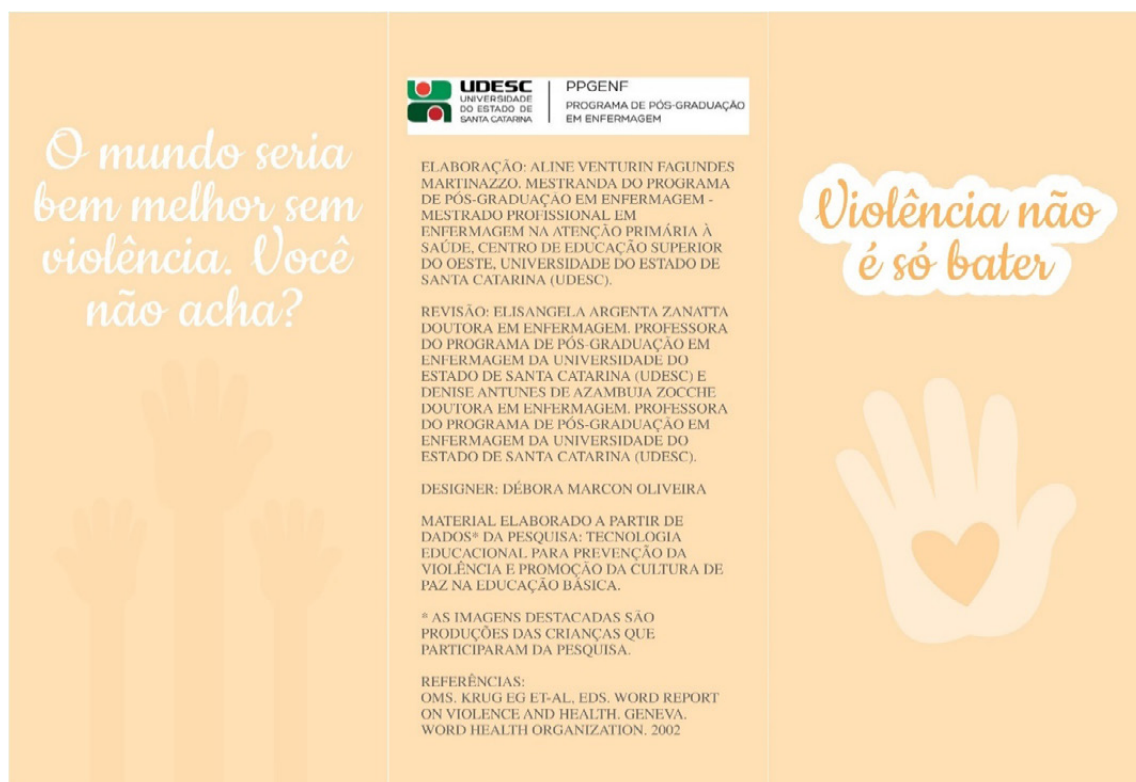 O mundo seria
bem melhor sem
violência. Você
não acha?
UDESC
UNIVERSIDADE
DO ESTADO DE
SANTA CATARINA
PPGENF
PROGRAMA DE PÓS-GRADUAÇÃO
EM ENFERMAGEM
ELABORAÇÃO: ALINE VENTURIN FAGUNDES
MARTINAZZO. MESTRANDA DO PROGRAMA
DE PÓS-GRADUAÇÃO EM ENFERMAGEM -
MESTRADO PROFISSIONAL EM
ENFERMAGEM NA ATENÇÃO PRIMÁRIA À
SAÚDE, CENTRO DE EDUCAÇÃO SUPERIOR
DO OESTE, UNIVERSIDADE DO ESTADO DE
SANTA CATARINA (UDESC).
REVISÃO: ELISANGELA ARGENTA ZANATTA
DOUTORA EM ENFERMAGEM. PROFESSORA
DO PROGRAMA DE PÓS-GRADUAÇÃO EM
ENFERMAGEM DA UNIVERSIDADE DO
ESTADO DE SANTA CATARINA (UDESC) E
DENISE ANTUNES DE AZAMBUJA ZOCCHE
DOUTORA EM ENFERMAGEM. PROFESSORA
DO PROGRAMA DE PÓS-GRADUAÇÃO EM
ENFERMAGEM DA UNIVERSIDADE DO
ESTADO DE SANTA CATARINA (UDESC).
DESIGNER: DÉBORA MARCON OLIVEIRA
MATERIAL ELABORADO A PARTIR DE
DADOS* DA PESQUISA: TECNOLOGIA
EDUCACIONAL PARA PREVENÇÃO DA
VIOLÊNCIA E PROMOÇÃO DA CULTURA DE
PAZ NA EDUCAÇÃO BÁSICA.
* AS IMAGENS DESTACADAS SÃO
PRODUÇÕES DAS CRIANÇAS QUE
PARTICIPARAM DA PESQUISA.
REFERÊNCIAS:
OMS. KRUG EG ET-AL, EDS. WORD REPORT
ON VIOLENCE AND HEALTH. GENEVA.
WORD HEALTH ORGANIZATION. 2002
Violência não
é só bater